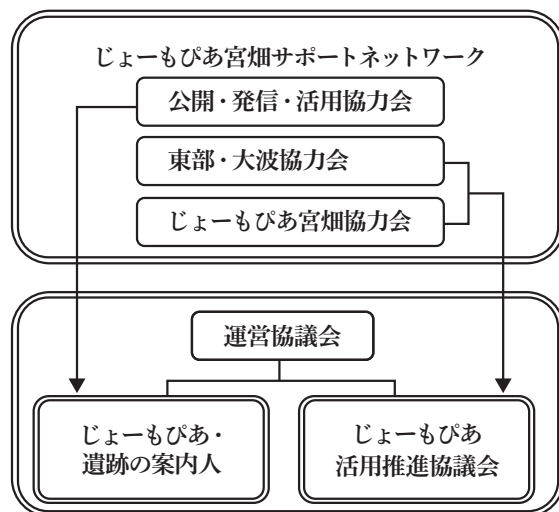 じょーもぴあ宮畑サポートネットワーク
公開・発信・活用協力会
東部・大波協力会
じょーもぴあ宮畑協力会
運営協議会
じょーもぴあ・
遺跡の案内人
じょーもぴあ
活用推進協議会